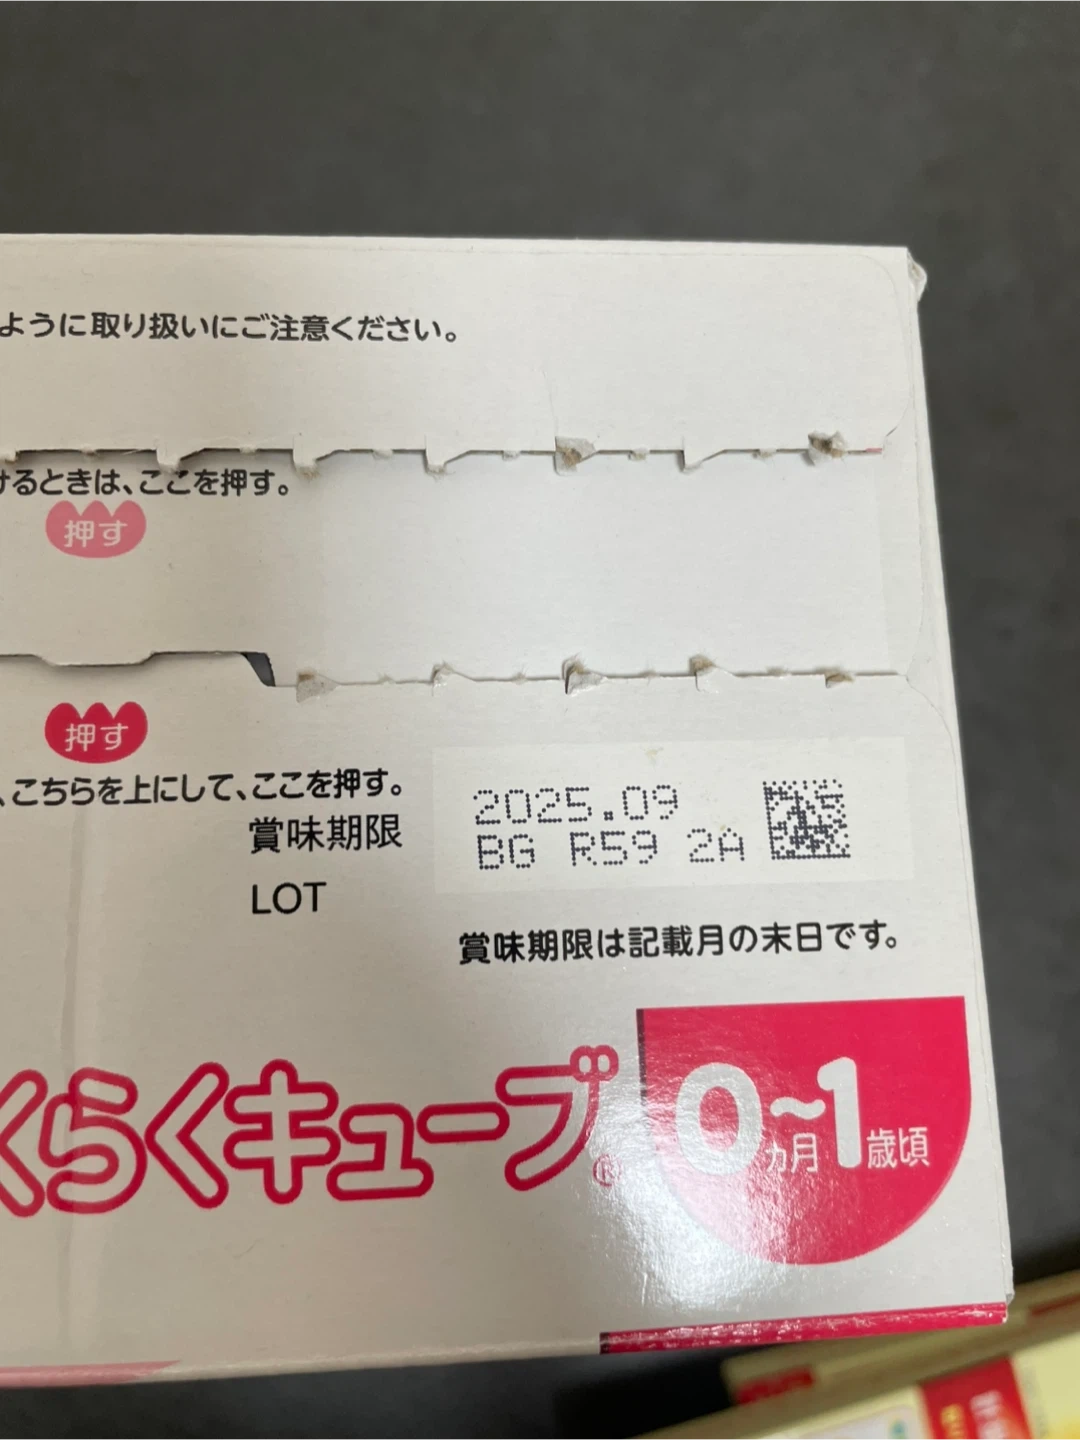 ように取り扱いにご注意ください。
けるときは、ここを押す。
押す
押す
、こちらを上にして、ここを押す。
賞味期限
2025.09
BG R59 2A
LOT
賞味期限は記載月の末日です。
くらくキューブ®
0ヵ月~1歳頃